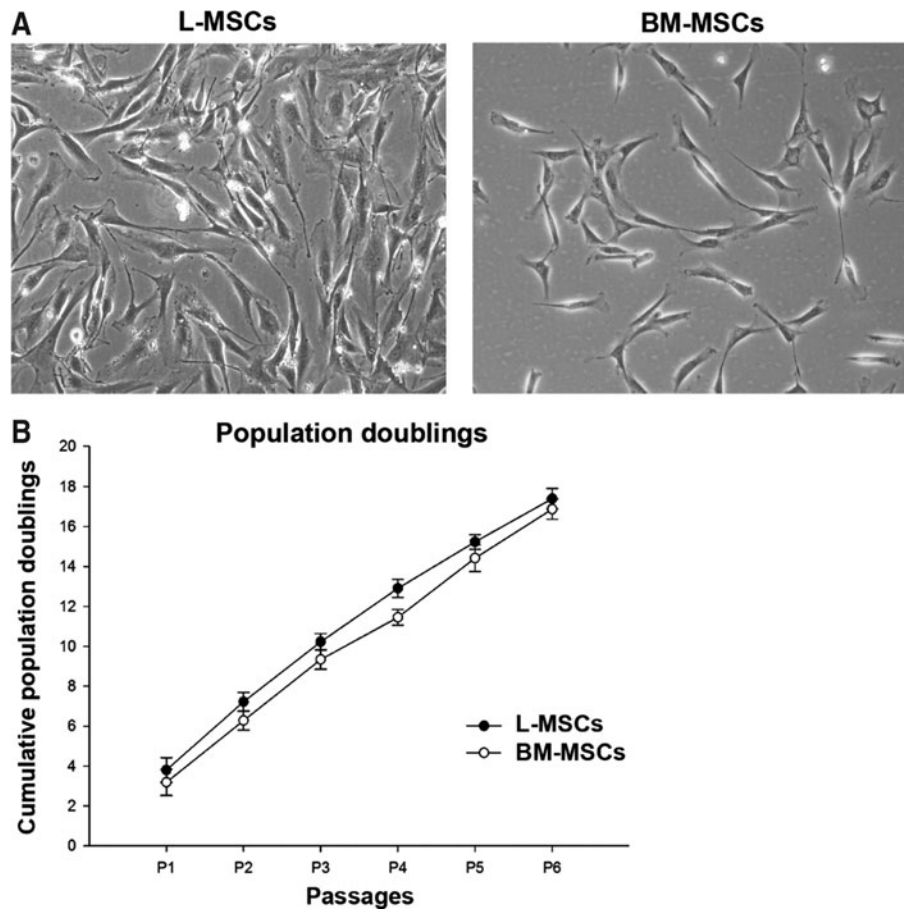 A
L-MSCs
BM-MSCs
B
Population doublings
Cumulative population doublings
20
18
16
14
12
10
8
6
4
2
0
L-MSCs
BM-MSCs
P1 P2 P3 P4 P5 P6
Passages